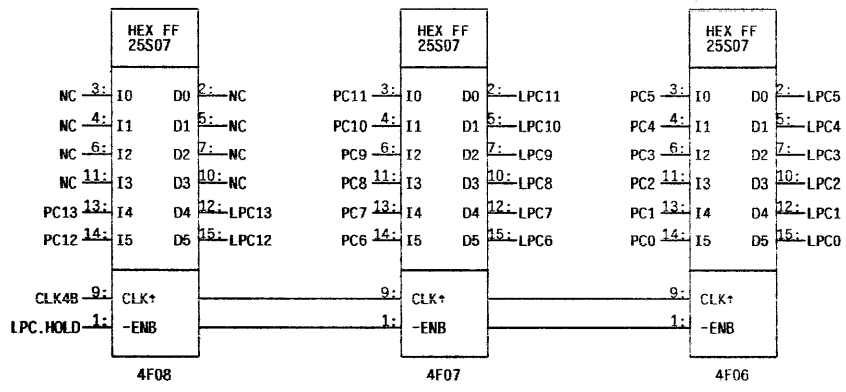 HEX FF HEX FF HEX FF
25S07 25S07 25S07
NC 3: I0 D0 2: NC PC11 3: I0 D0 2: LPC11 PC5 3: I0 D0 2: LPC5
NC 4: I1 D1 5: NC PC10 4: I1 D1 5: LPC10 PC4 4: I1 D1 5: LPC4
NC 6: I2 D2 7: NC PC9 6: I2 D2 7: LPC9 PC3 6: I2 D2 7: LPC3
NC 11: I3 D3 10: NC PC8 11: I3 D3 10: LPC8 PC2 11: I3 D3 10: LPC2
PC13 13: I4 D4 12: LPC13 PC7 13: I4 D4 12: LPC7 PC1 13: I4 D4 12: LPC1
PC12 14: I5 D5 15: LPC12 PC6 14: I5 D5 15: LPC6 PC0 14: I5 D5 15: LPC0
CLK4B 9: CLK↑ 9: CLK↑ 9: CLK↑
LPC.HOLD 1: -ENB 1: -ENB 1: -ENB
4F08 4F07 4F06